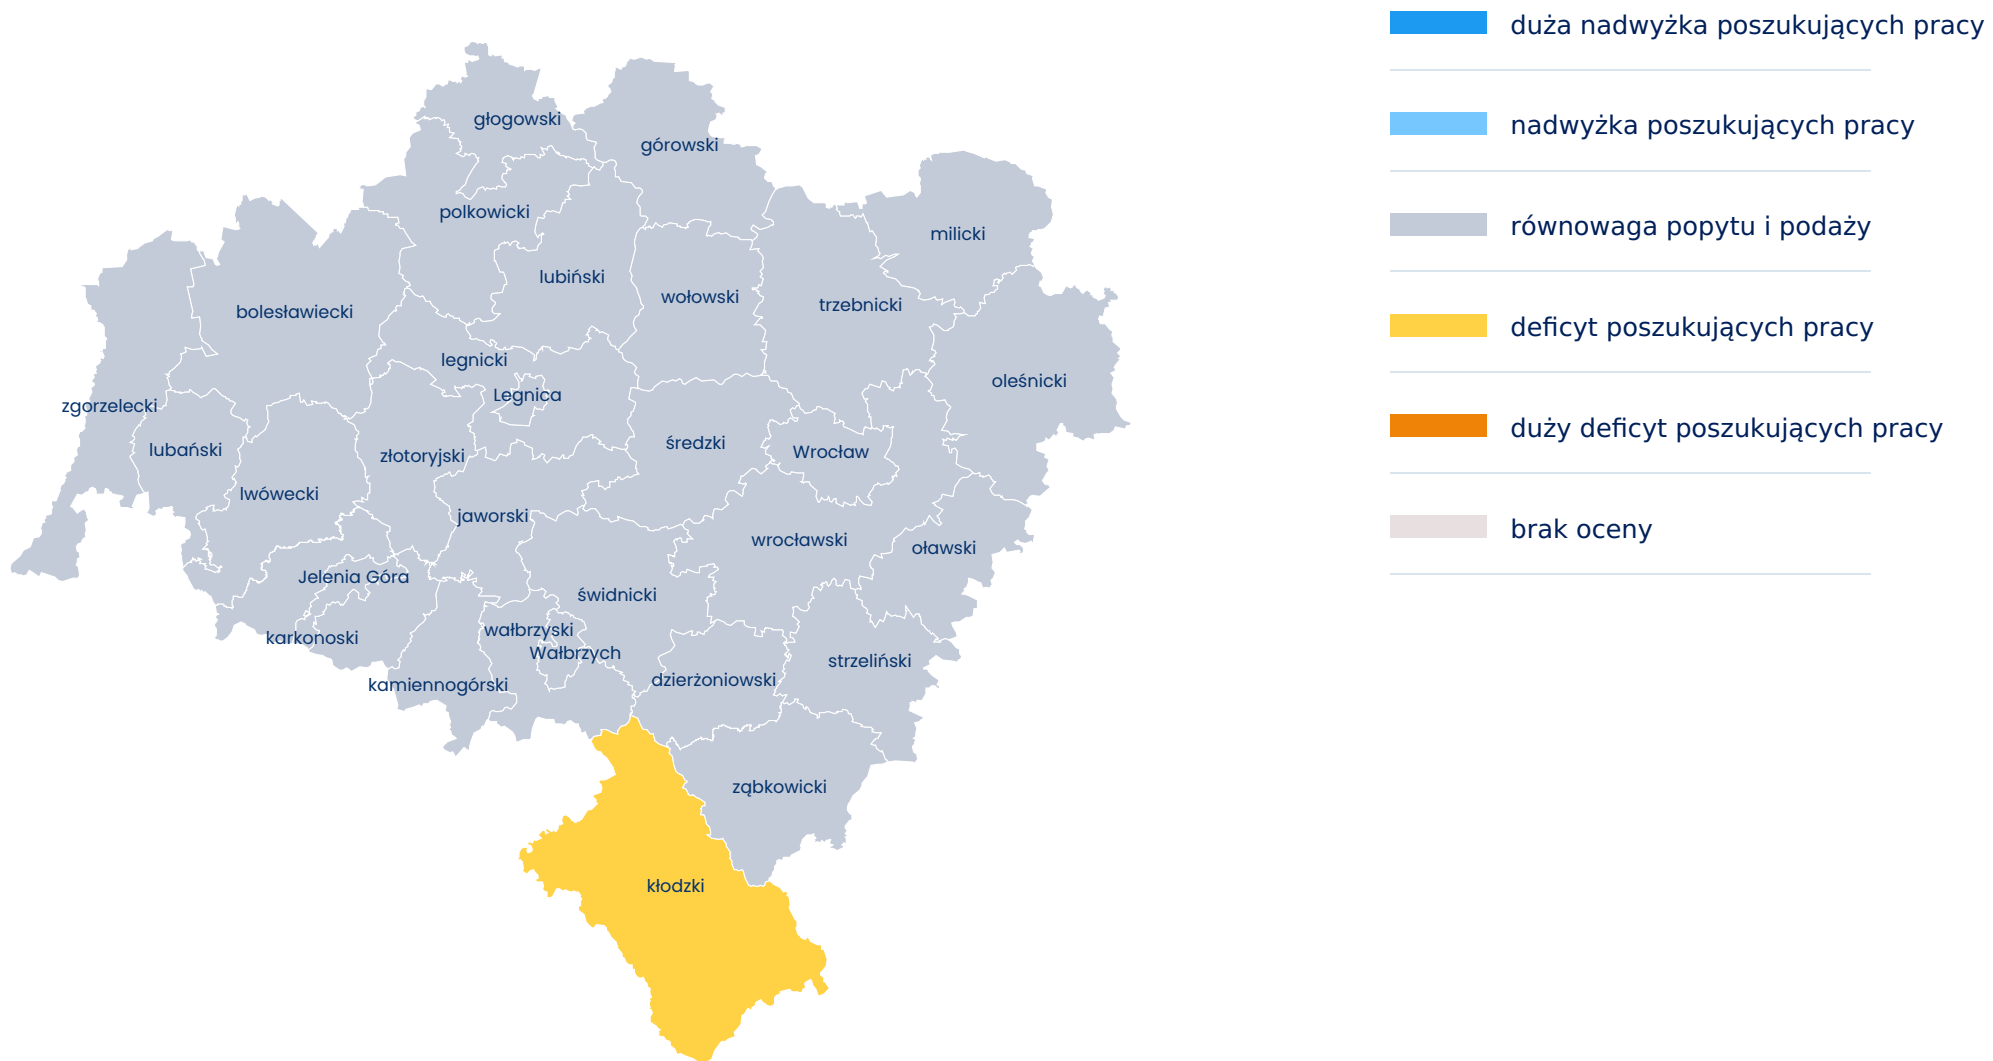 duża nadwyżka poszukujących pracy
nadwyżka poszukujących pracy
równowaga popytu i podaży
deficyt poszukujących pracy
duży deficyt poszukujących pracy
brak oceny
głogowski
górowski
polkowicki
milicki
lubiński
wołowski
trzebnicki
bolesławiecki
legnicki
oleśnicki
Legnica
zgorzelecki
średzki
lubański
Wrocław
złotoryjski
lwówecki
jaworski
wrocławski
oławski
Jelenia Góra
świdnicki
wałbrzyski
karkonoski
Wałbrzych
strzeliński
dzierżoniowski
kamiennogórski
ząbkowicki
kłodzki